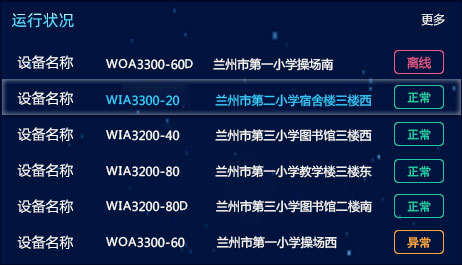 运行状况 更多
设备名称 WOA3300-60D 兰州市第一小学操场南 离线
设备名称 WIA3300-20 兰州市第二小学宿舍楼三楼西 正常
设备名称 WIA3200-40 兰州市第三小学图书馆三楼西 正常
设备名称 WIA3200-80 兰州市第一小学教学楼三楼东 正常
设备名称 WIA3200-80D 兰州市第三小学图书馆二楼南 正常
设备名称 WOA3300-60 兰州市第一小学操场西 异常